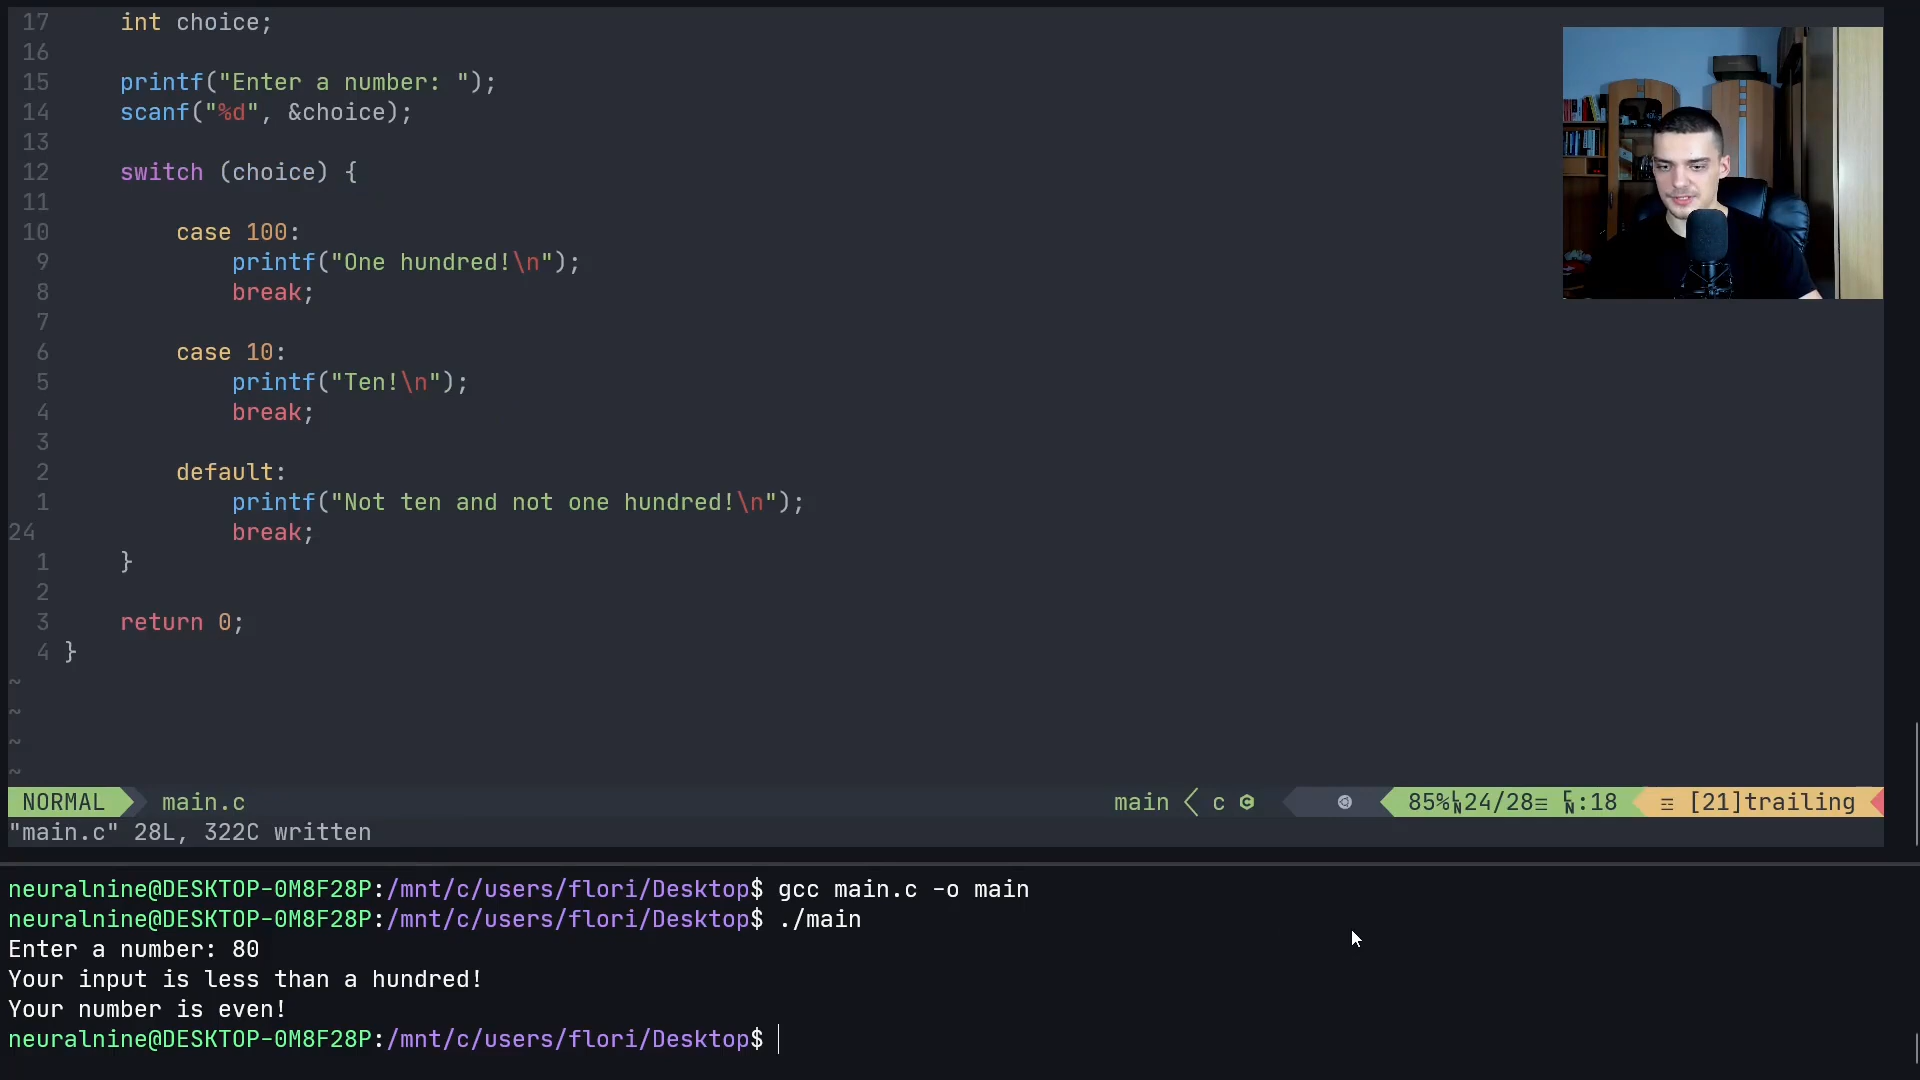 17 int choice;
16
15 printf("Enter a number: ");
14 scanf("%d", &choice);
13
12 switch (choice) {
11
10 case 100:
9 printf("One hundred!\n");
8 break;
7
6 case 10:
5 printf("Ten!\n");
4 break;
3
2 default:
1 printf("Not ten and not one hundred!\n");
24 break;
1 }
2
3 return 0;
4 }
~
~
~
~
NORMAL main.c main c 85% LN 24/28≡ CN:18 ☰ [21]trailing
"main.c" 28L, 322C written
neuralnine@DESKTOP-0M8F28P:/mnt/c/users/flori/Desktop$ gcc main.c -o main
neuralnine@DESKTOP-0M8F28P:/mnt/c/users/flori/Desktop$ ./main
Enter a number: 80
Your input is less than a hundred!
Your number is even!
neuralnine@DESKTOP-0M8F28P:/mnt/c/users/flori/Desktop$